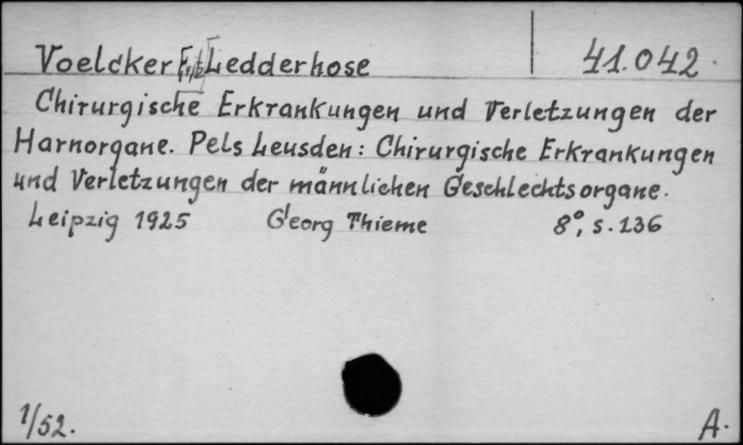 Voelcker Ledderhose 41.042.
Chirurgische Erkrankungen und Verletzungen der
Harnorgane. Pels Leusden: Chirurgische Erkrankungen
und Verletzungen der männlichen Geschlechtsorgane.
Leipzig 1925 Georg Thieme 8°, s. 136
1/52. A.